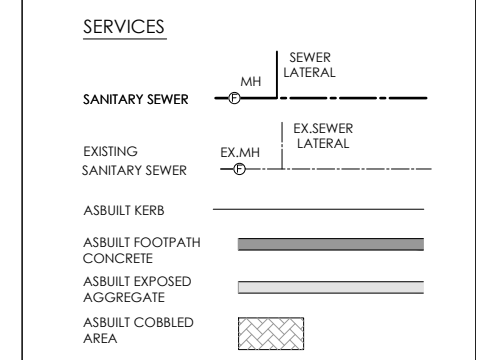 SERVICES
SEWER
LATERAL
MH
SANITARY SEWER
F
EX.SEWER
LATERAL
EXISTING
SANITARY SEWER
EX.MH
F
ASBUILT KERB
ASBUILT FOOTPATH
CONCRETE
ASBUILT EXPOSED
AGGREGATE
ASBUILT COBBLED
AREA